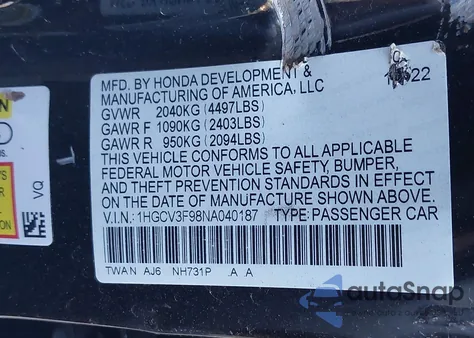 MFD. BY HONDA DEVELOPMENT &
MANUFACTURING OF AMERICA, LLC
GVWR 2040KG (4497LBS)
GAWR F 1090KG (2403LBS)
GAWR R 950KG (2094LBS)
THIS VEHICLE CONFORMS TO ALL APPLICABLE
FEDERAL MOTOR VEHICLE SAFETY, BUMPER,
AND THEFT PREVENTION STANDARDS IN EFFECT
ON THE DATE OF MANUFACTURE SHOWN ABOVE.
V.I.N: 1HGCV3F98NA040187 TYPE: PASSENGER CAR
TWAN AJ6 NH731P .A .A
VQ
autoSnap